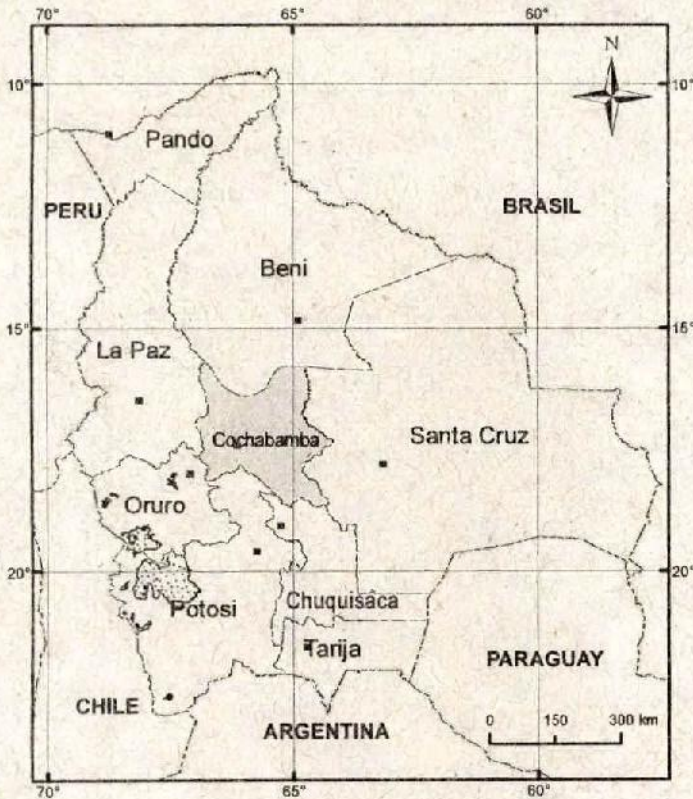 70° 65° 60°
N
10° 10°
Pando
PERU
BRASIL
Beni
15° 15°
La Paz
Cochabamba
Santa Cruz
Oruro
20° 20°
Potosi
Chuquisaca
Tarija
PARAGUAY
CHILE
0 150 300 km
ARGENTINA
70° 65° 60°